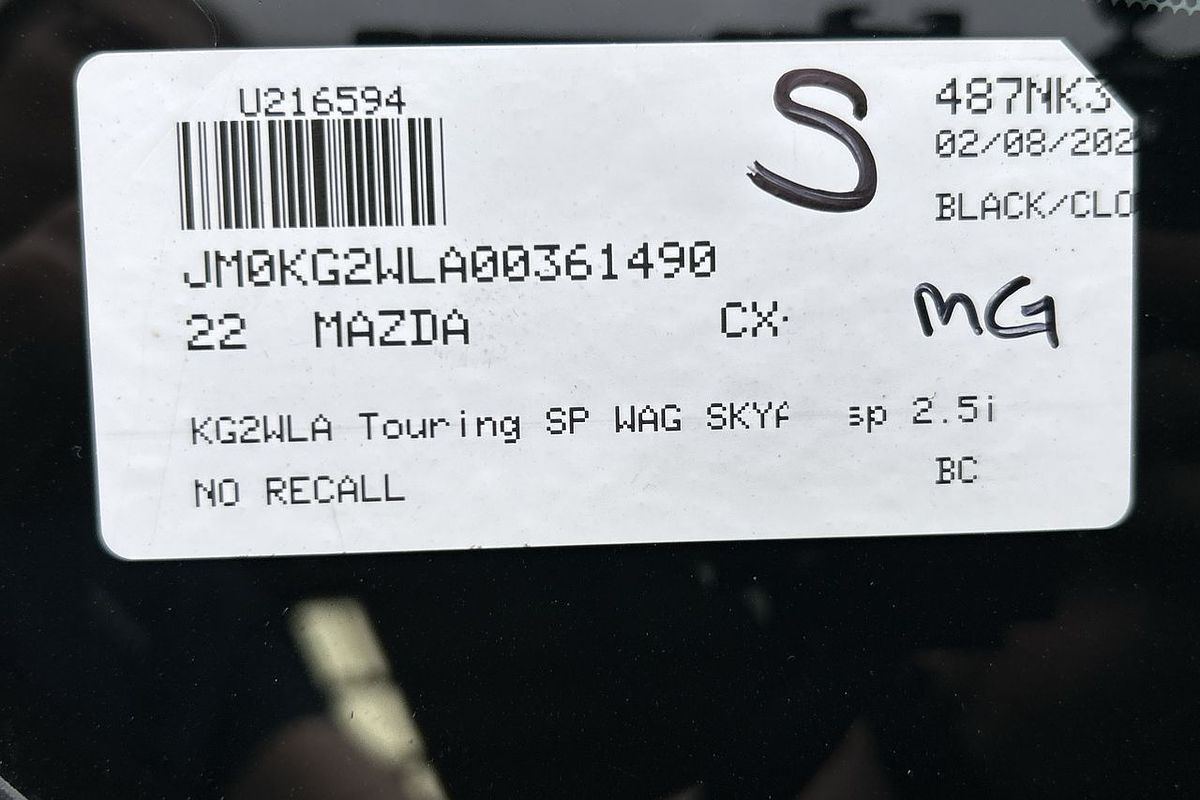 U216594
S
487NK3
02/08/202
BLACK/CLO
JM0KG2WLA00361490
22 MAZDA CX-
MG
KG2WLA Touring SP WAG SKY sp 2.5i
NO RECALL
BC